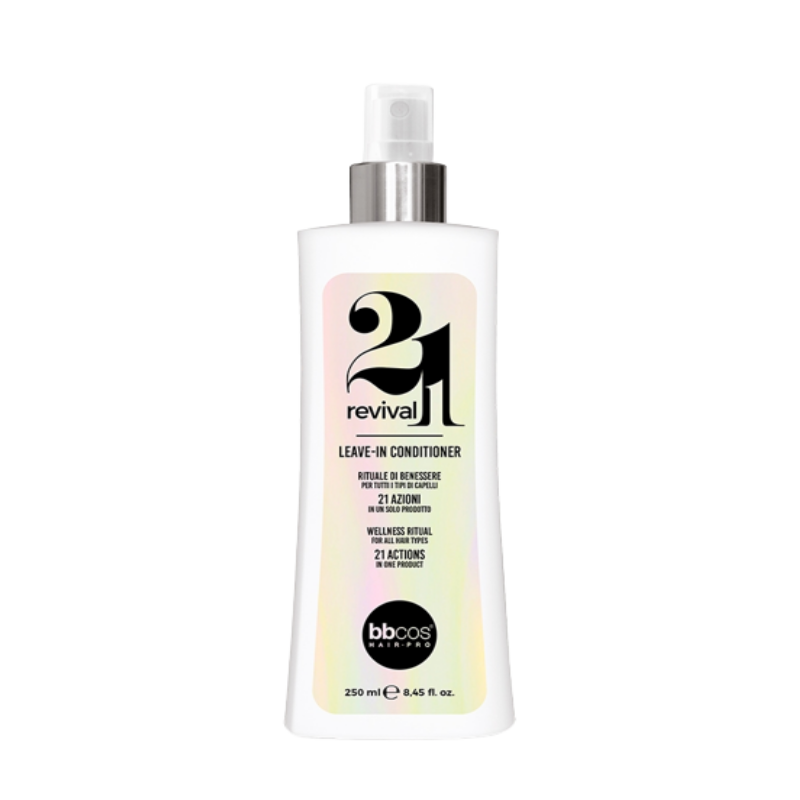 21
revival
LEAVE-IN CONDITIONER
RITUALE DI BENESSERE
PER TUTTI I TIPI DI CAPELLI
21 AZIONI
IN UN SOLO PRODOTTO
WELLNESS RITUAL
FOR ALL HAIR TYPES
21 ACTIONS
IN ONE PRODUCT
bbcos®
HAIR-PRO
250 ml ℮ 8,45 fl. oz.